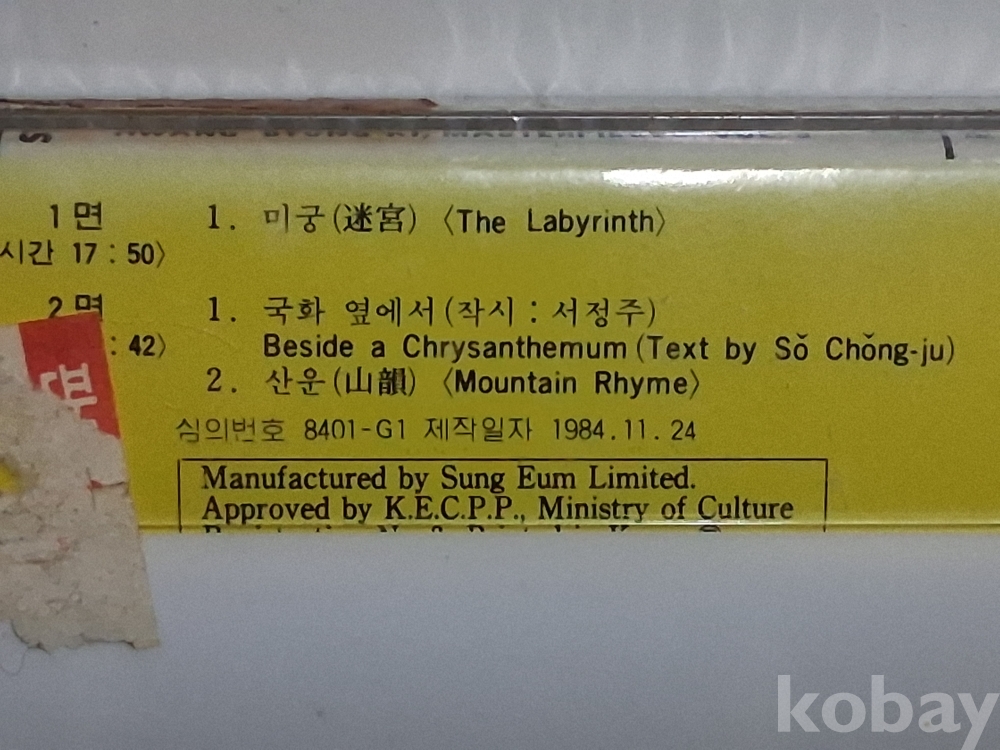 1면 1. 미궁(迷宮) 〈The Labyrinth〉
시간 17 : 50〉
2면 1. 국화 옆에서(작시 : 서정주)
: 42〉 Beside a Chrysanthemum (Text by Sǒ Chǒng-ju)
2. 산운(山韻) 〈Mountain Rhyme〉
심의번호 8401-G1 제작일자 1984.11.24
Manufactured by Sung Eum Limited.
Approved by K.E.C.P.P., Ministry of Culture
kobay